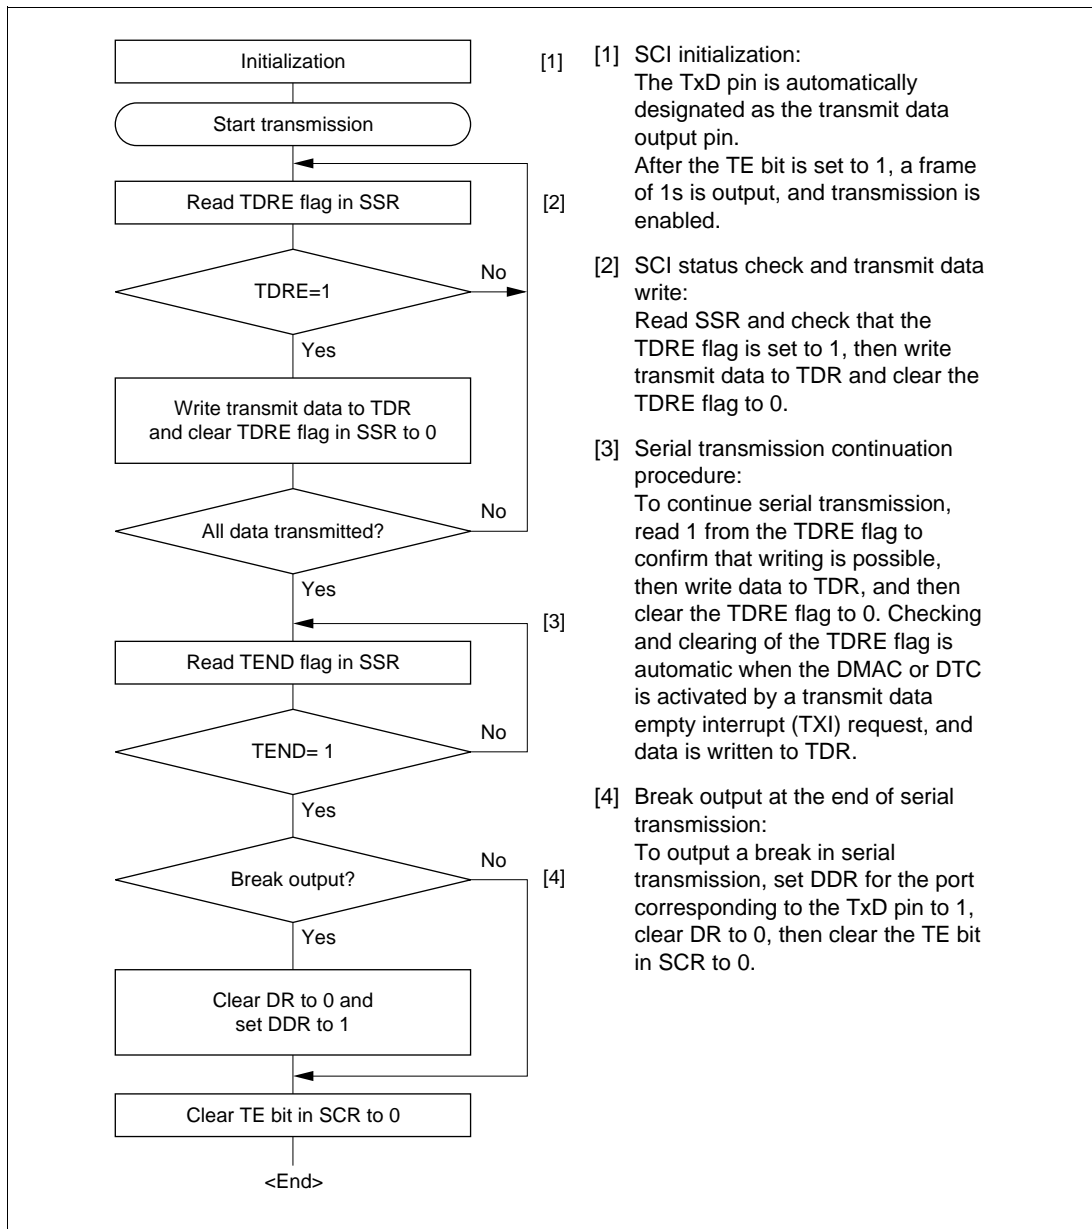 Initialization
[1]
Start transmission
Read TDRE flag in SSR
[2]
No
TDRE=1
Yes
Write transmit data to TDR
and clear TDRE flag in SSR to 0
No
All data transmitted?
Yes
[3]
Read TEND flag in SSR
No
TEND= 1
Yes
No
Break output?
[4]
Yes
Clear DR to 0 and
set DDR to 1
Clear TE bit in SCR to 0
<End>
[1] SCI initialization:
The TxD pin is automatically
designated as the transmit data
output pin.
After the TE bit is set to 1, a frame
of 1s is output, and transmission is
enabled.
[2] SCI status check and transmit data
write:
Read SSR and check that the
TDRE flag is set to 1, then write
transmit data to TDR and clear the
TDRE flag to 0.
[3] Serial transmission continuation
procedure:
To continue serial transmission,
read 1 from the TDRE flag to
confirm that writing is possible,
then write data to TDR, and then
clear the TDRE flag to 0. Checking
and clearing of the TDRE flag is
automatic when the DMAC or DTC
is activated by a transmit data
empty interrupt (TXI) request, and
data is written to TDR.
[4] Break output at the end of serial
transmission:
To output a break in serial
transmission, set DDR for the port
corresponding to the TxD pin to 1,
clear DR to 0, then clear the TE bit
in SCR to 0.